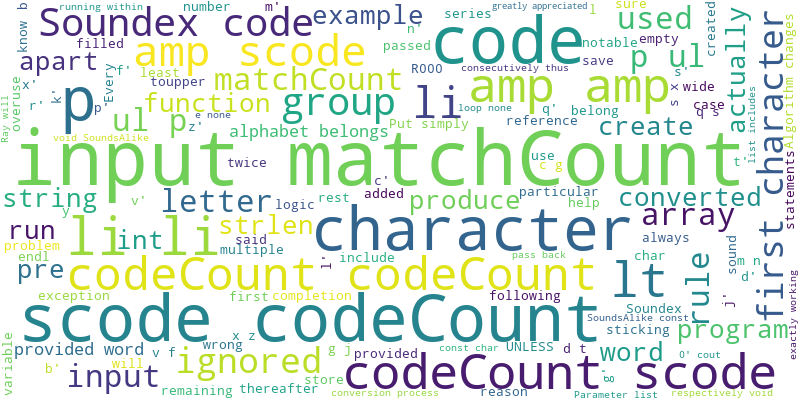 Soundex code
running within
number
m'
greatly appreciated
series
l
sure
know b
example
code
used
empty
created
notable
apart
filled
amp scode
n'
passed
p ul
actually
first character
Algorithm changes
toupper
f'
least
Every
matchCount
ROOO
save
consecutively thus
amp amp
s'
wide
case
x'
r'
k'
p
p'
function
group
li
loop none
q'
belong
s x
q s
overuse
Ray will
z'
ul p
e none
Put simply
reference
create
list includes
void SoundsAlike
alphabet belongs
twice
use
c g
input matchCount
t'
string
v'
y
letter
c'
added
rest
logic
particular
produce
help
converted
statements
run
li li
int
strlen
said
multiple
l'
character
array
always
problem
endl
include
pass back
char
sound
m n
d'
pre
codeCount codeCount
lt
rule
exception
first
completion
following
Soundex
j'
SoundsAlike const
sticking
exactly working
scode codeCount
program
variable
provided word
v f
wrong
x z
const char
UNLESS
d t
word
0' cout
b'
input
will
ignored
g j
store
provided
reason
g'
codeCount scode
remaining
thereafter
conversion process
Parameter list
respectively void